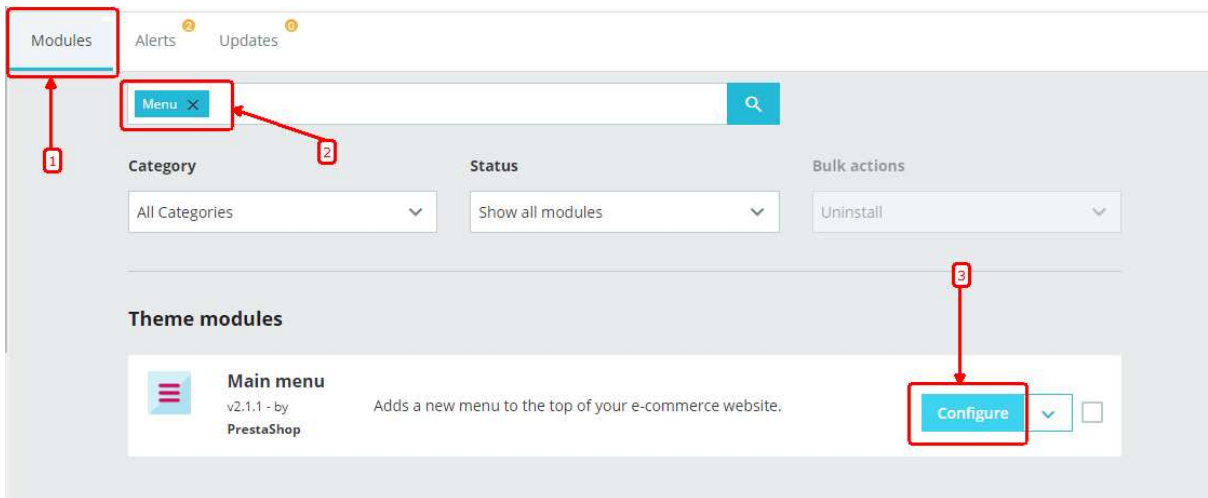 Modules
Alerts 2
Updates 0
Menu
1
2
Category
Status
Bulk actions
All Categories
Show all modules
Uninstall
3
Theme modules
Main menu
v2.1.1 - by
PrestaShop
Adds a new menu to the top of your e-commerce website.
Configure